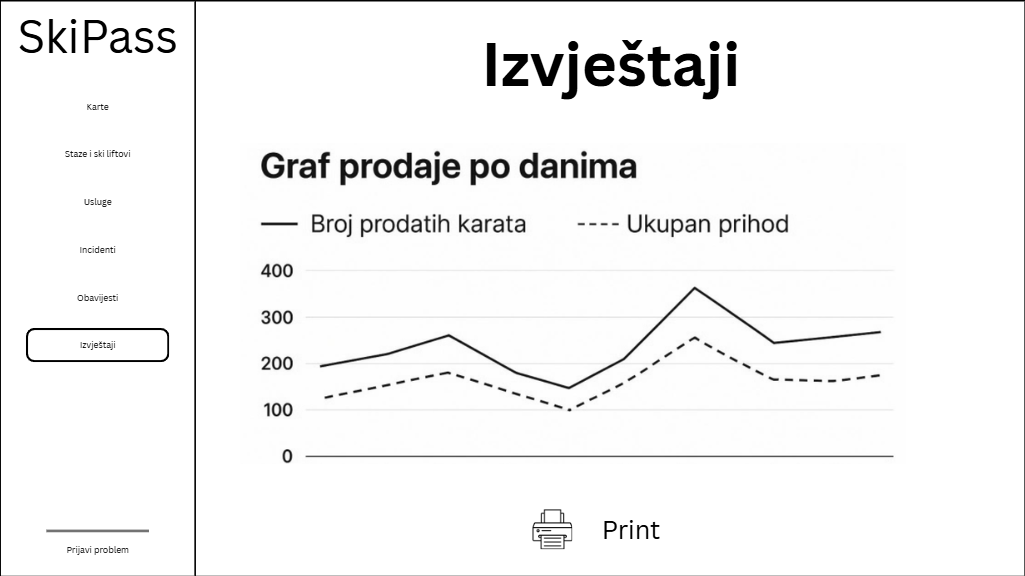 SkiPass
Karte
Staze i ski liftovi
Usluge
Incidenti
Obavijesti
Izvještaji
Prijavi problem
Izvještaji
Graf prodaje po danima
Broj prodatih karata
Ukupan prihod
400
300
200
100
0
Print